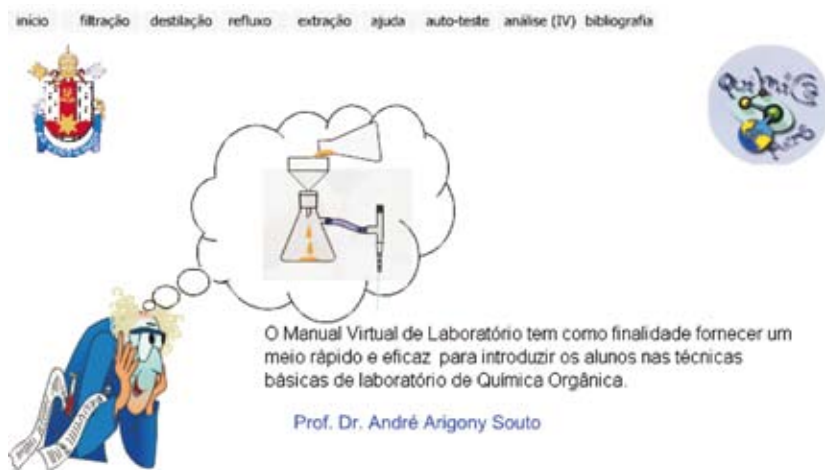 início filtração destilação refluxo extração ajuda auto-teste análise (IV) bibliografia
O Manual Virtual de Laboratório tem como finalidade fornecer um
meio rápido e eficaz para introduzir os alunos nas técnicas
básicas de laboratório de Química Orgânica.
Prof. Dr. André Arigony Souto